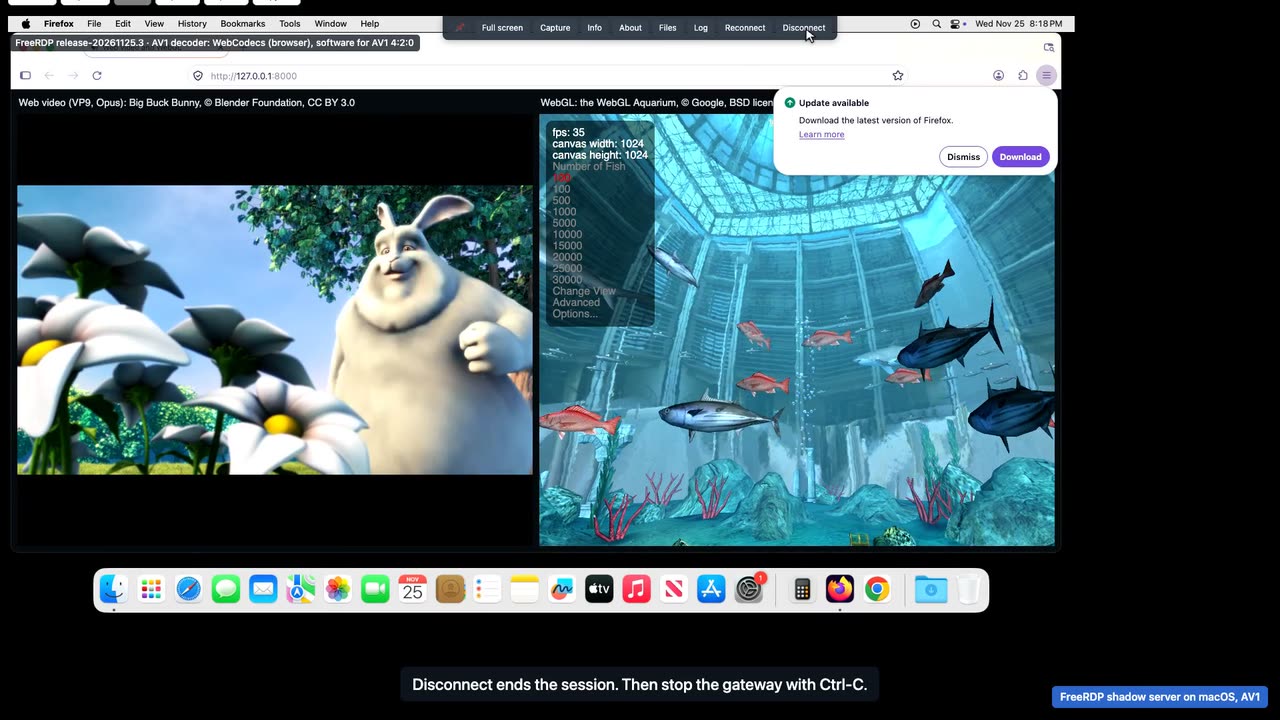 Firefox File Edit View History Bookmarks Tools Window Help
Full screen Capture Info About Files Log Reconnect Disconnect
Wed Nov 25 8:18 PM
FreeRDP release-20261125.3 · AV1 decoder: WebCodecs (browser), software for AV1 4:2:0
http://127.0.0.1:8000
Update available
Download the latest version of Firefox.
Learn more
Dismiss Download
Web video (VP9, Opus): Big Buck Bunny, © Blender Foundation, CC BY 3.0
WebGL: the WebGL Aquarium, © Google, BSD licen
fps: 35
canvas width: 1024
canvas height: 1024
Number of Fish
100
500
1000
5000
10000
15000
20000
25000
30000
Change View
Advanced
Options...
NOV
25
tv
1
Disconnect ends the session. Then stop the gateway with Ctrl-C.
FreeRDP shadow server on macOS, AV1